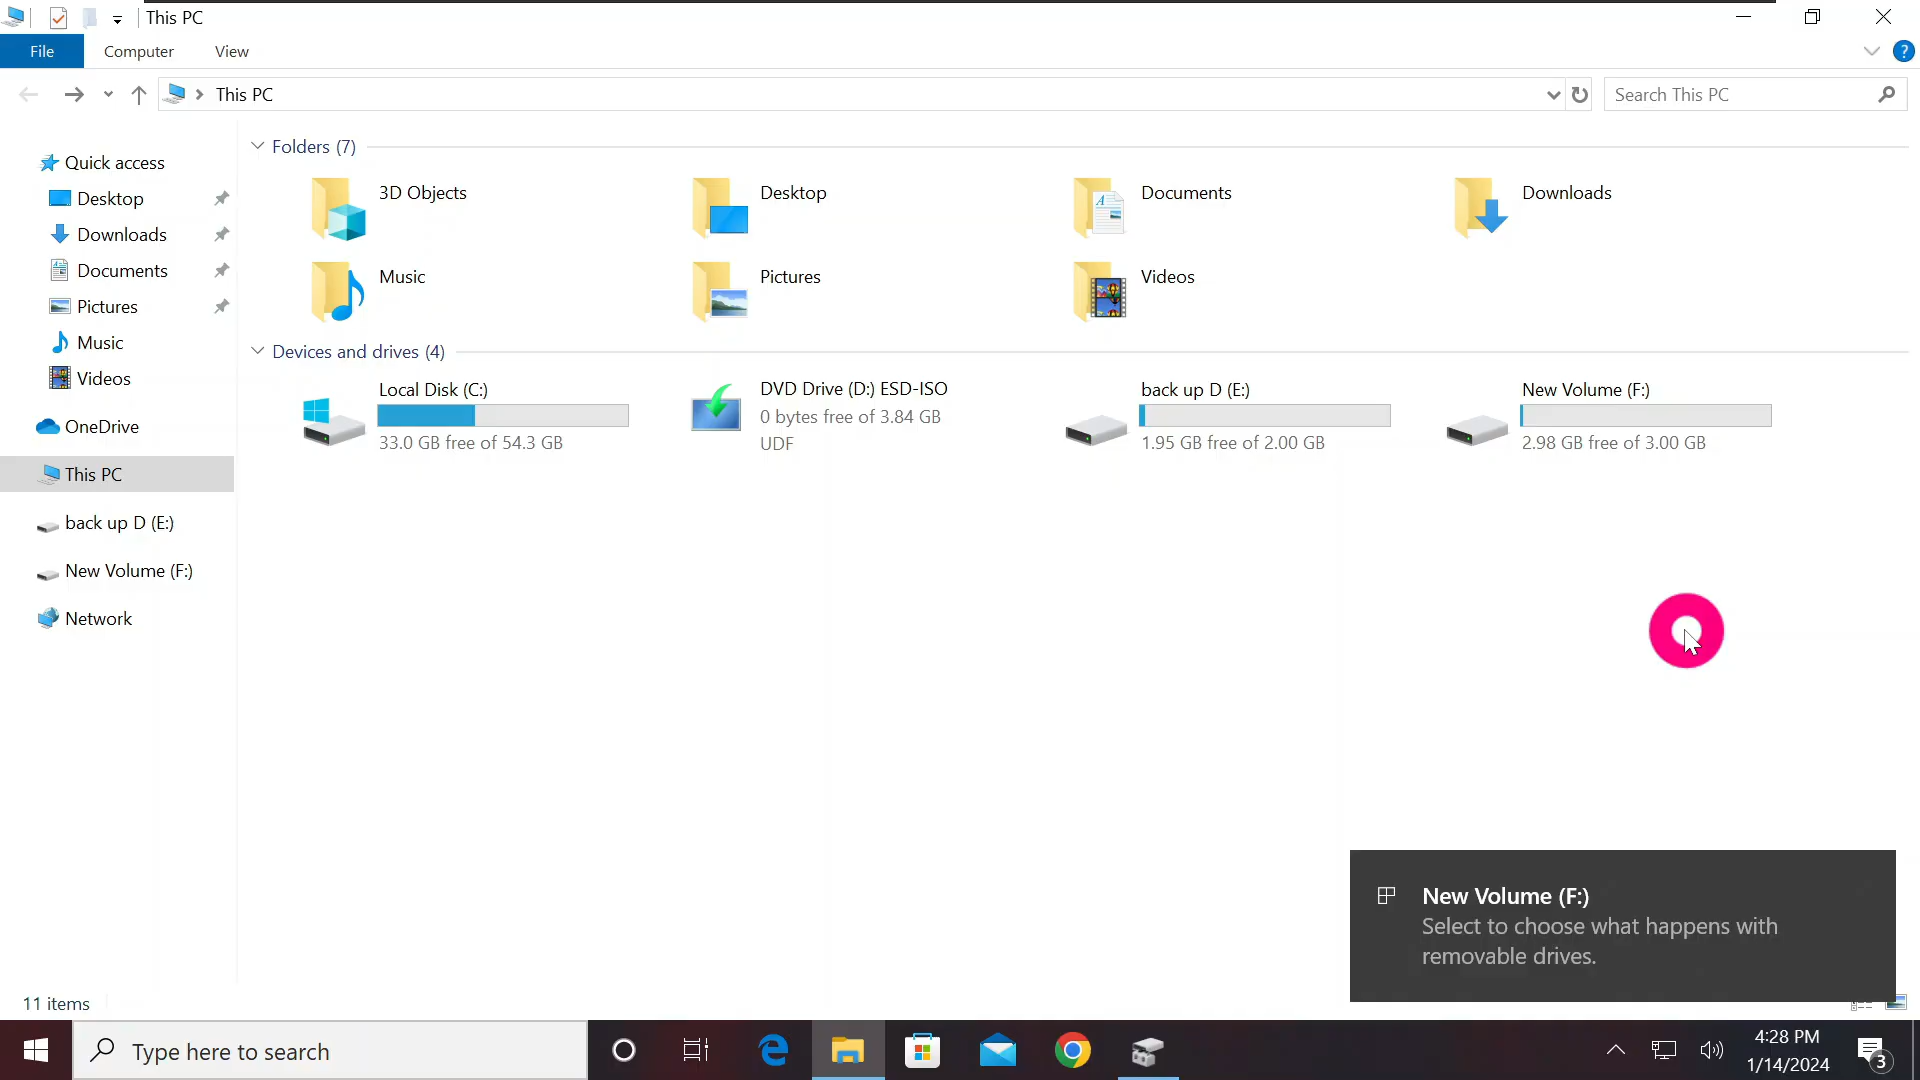 This PC
File
Computer
View
?
This PC
Search This PC
Quick access
Desktop
Downloads
Documents
Pictures
Music
Videos
OneDrive
This PC
back up D (E:)
New Volume (F:)
Network
Folders (7)
3D Objects
Desktop
Documents
Downloads
Music
Pictures
Videos
Devices and drives (4)
Local Disk (C:)
33.0 GB free of 54.3 GB
DVD Drive (D:) ESD-ISO
0 bytes free of 3.84 GB
UDF
back up D (E:)
1.95 GB free of 2.00 GB
New Volume (F:)
2.98 GB free of 3.00 GB
New Volume (F:)
Select to choose what happens with
removable drives.
11 items
Type here to search
4:28 PM
1/14/2024
3